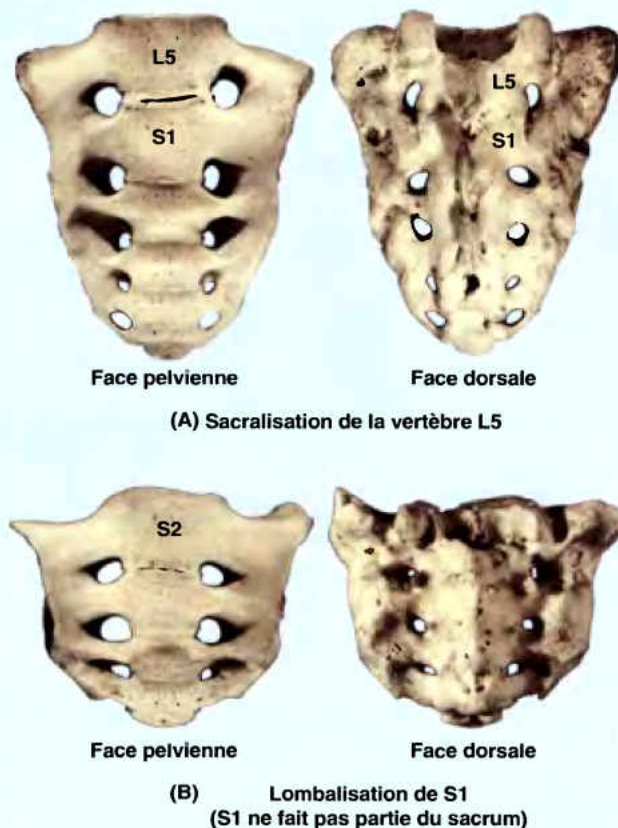 L5
S1
L5
S1
Face pelvienne
Face dorsale
(A) Sacralisation de la vertèbre L5
S2
Face pelvienne
Face dorsale
(B) Lombalisation de S1
(S1 ne fait pas partie du sacrum)